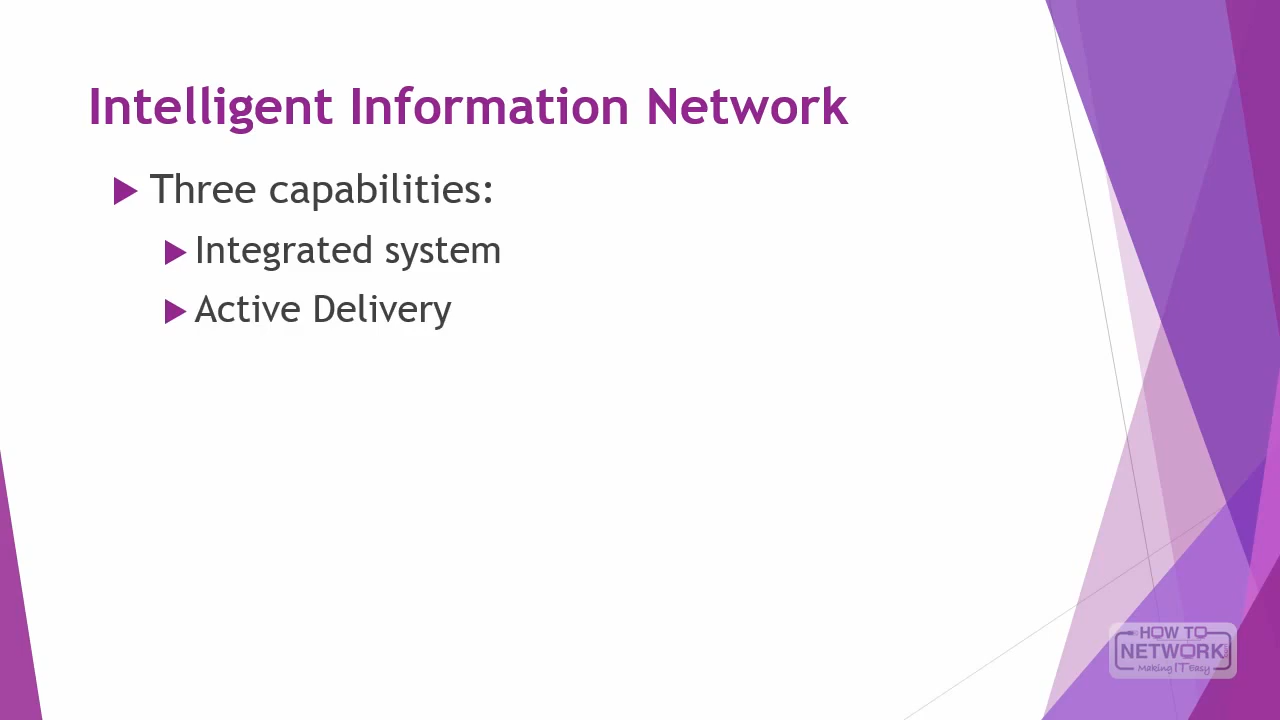 Intelligent Information Network
Three capabilities:
Integrated system
Active Delivery
HOW TO
NETWORK
Making IT Easy